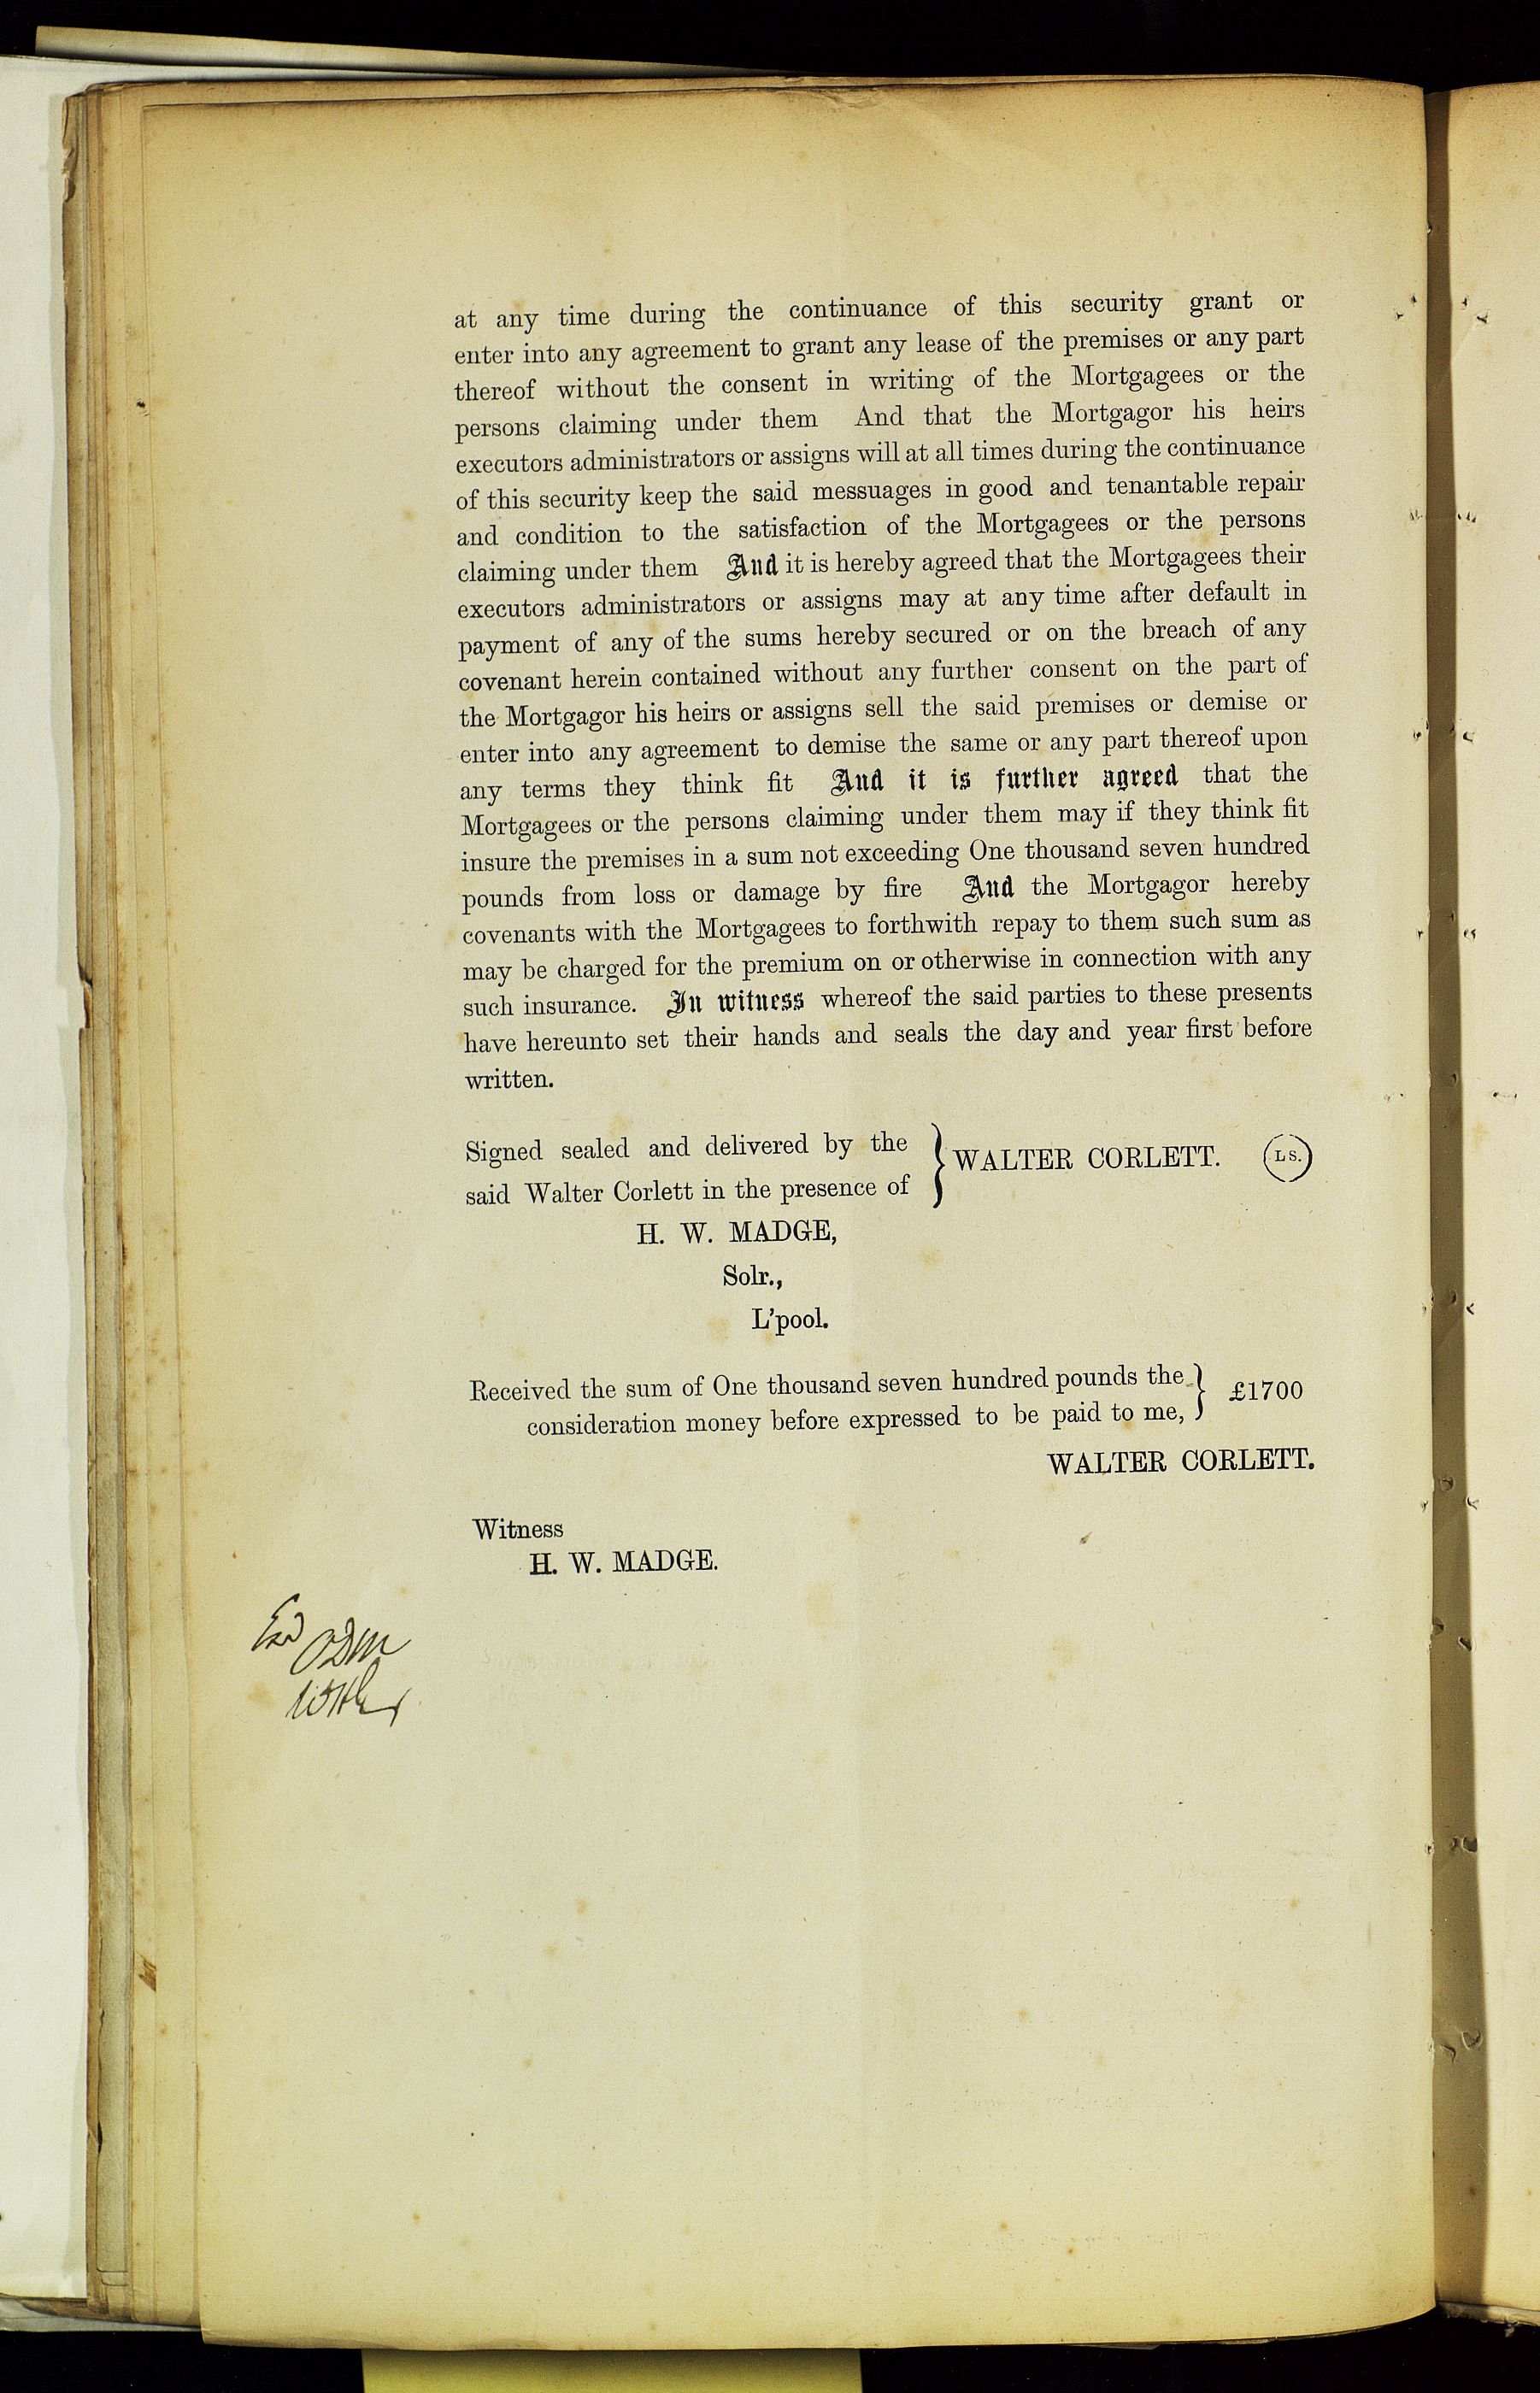 at any time during the continuance of this security grant or
enter into any agreement to grant any lease of the premises or any part
thereof without the consent in writing of the Mortgagees or the
persons claiming under them And that the Mortgagor his heirs
executors administrators or assigns will at all times during the continuance
of this security keep the said messuages in good and tenantable repair
and condition to the satisfaction of the Mortgagees or the persons
claiming under them And it is hereby agreed that the Mortgagees their
executors administrators or assigns may at any time after default in
payment of any of the sums hereby secured or on the breach of any
covenant herein contained without any further consent on the part of
the Mortgagor his heirs or assigns sell the said premises or demise or
enter into any agreement to demise the same or any part thereof upon
any terms they think fit And it is further agreed that the
Mortgagees or the persons claiming under them may if they think fit
insure the premises in a sum not exceeding One thousand seven hundred
pounds from loss or damage by fire And the Mortgagor hereby
covenants with the Mortgagees to forthwith repay to them such sum as
may be charged for the premium on or otherwise in connection with any
such insurance. In witness whereof the said parties to these presents
have hereunto set their hands and seals the day and year first before
written.
Signed sealed and delivered by the
said Walter Corlett in the presence of } WALTER CORLETT. (LS.)
H. W. MADGE,
Solr.,
L'pool.
Received the sum of One thousand seven hundred pounds the
consideration money before expressed to be paid to me, } £1700
WALTER CORLETT.
Witness
H. W. MADGE.